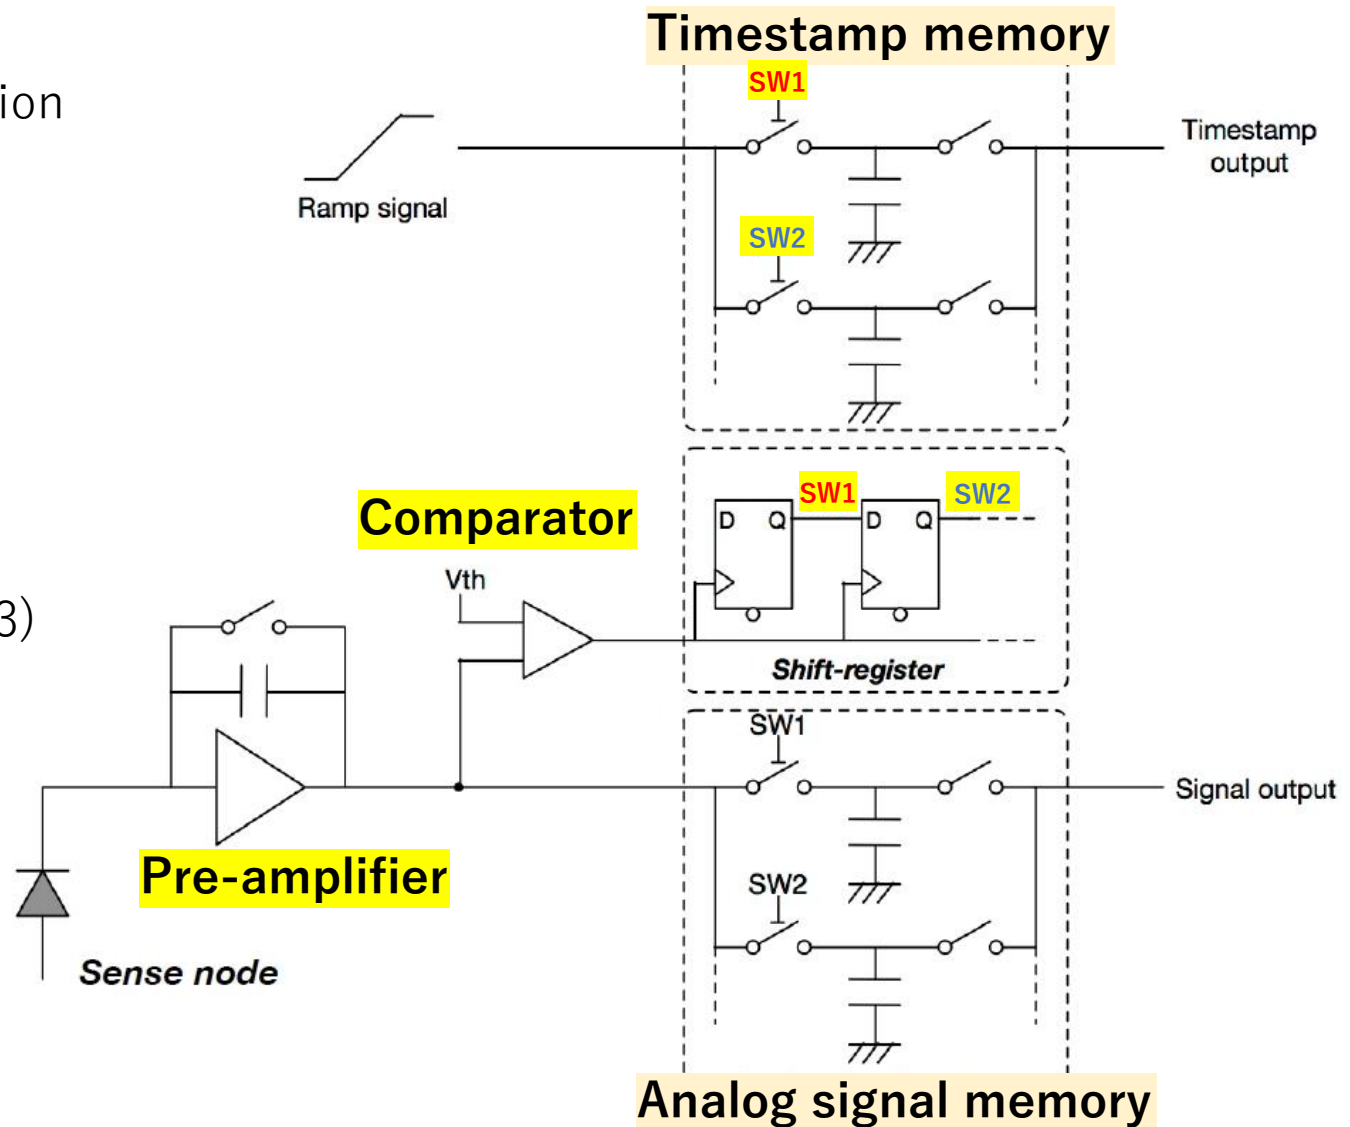 Timestamp memory
SW1
ion
Timestamp
output
Ramp signal
SW2
SW1
SW2
Comparator
D Q
D Q
Vth
3)
Shift-register
SW1
Signal output
Pre-amplifier
SW2
Sense node
Analog signal memory